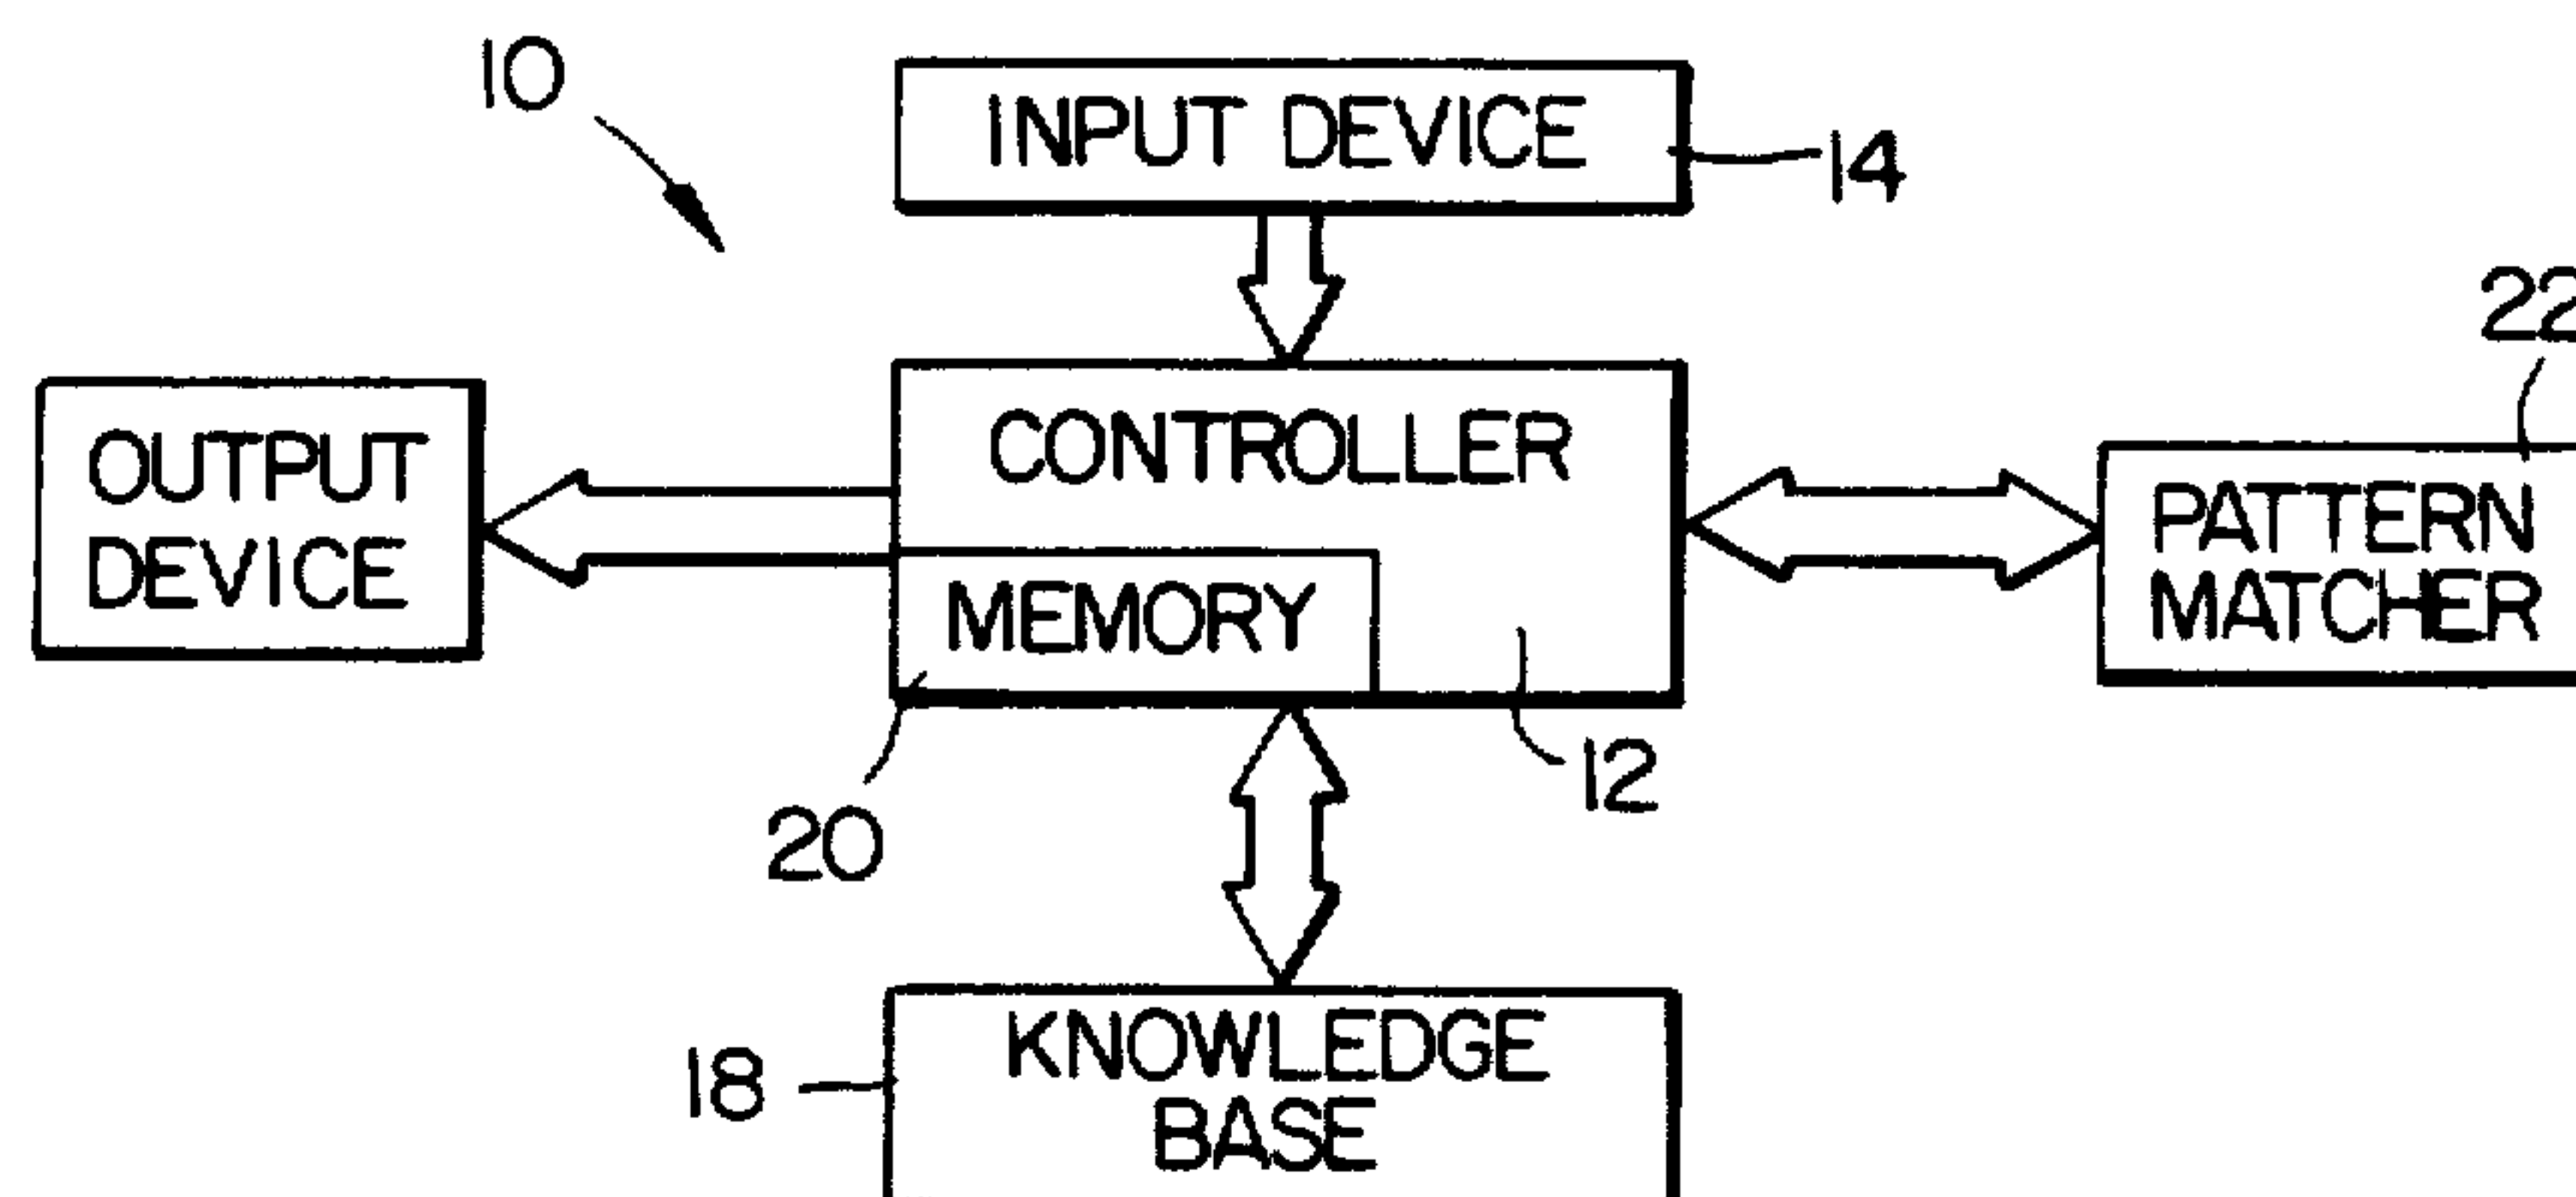 10
INPUT DEVICE
14
22
OUTPUT
DEVICE
CONTROLLER
MEMORY
PATTERN
MATCHER
12
20
18
KNOWLEDGE
BASE